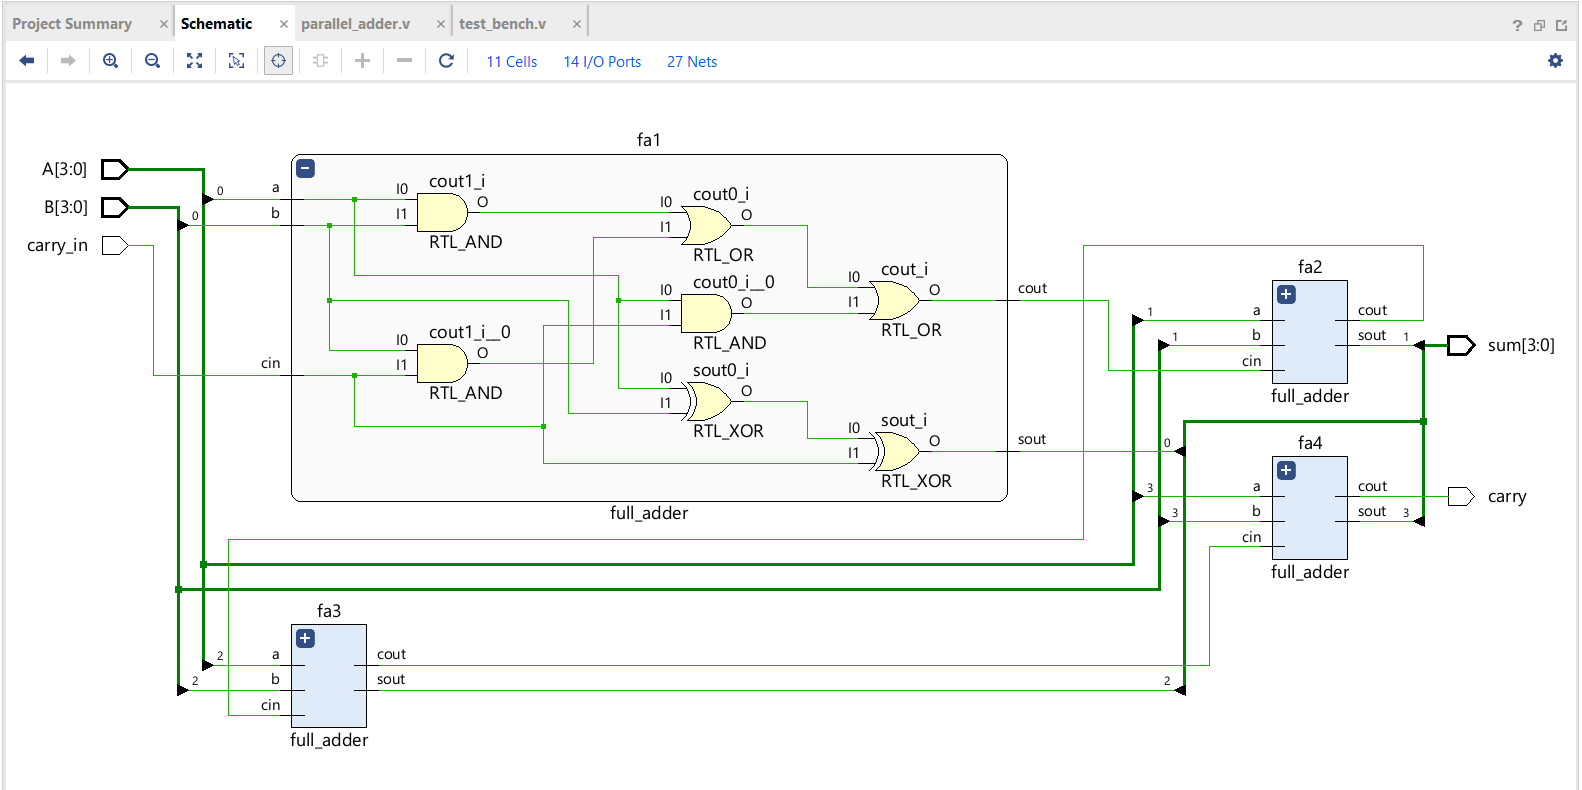 Project Summary × Schematic × parallel_adder.v × test_bench.v × ?
11 Cells 14 I/O Ports 27 Nets
fa1
A[3:0]
B[3:0]
carry_in
0 a
0 b
cin
I0 cout1_i
I1 O
RTL_AND
I0 cout0_i
I1 O
RTL_OR
I0 cout0_i__0
I1 O
RTL_AND
I0 cout1_i__0
I1 O
RTL_AND
I0 sout0_i
I1 O
RTL_XOR
I0 cout_i
I1 O
RTL_OR
I0 sout_i
I1 O
RTL_XOR
cout
sout
full_adder
fa2
1 a cout
1 b sout 1
cin
full_adder
sum[3:0]
0
fa4
3 a cout
3 b sout 3
cin
full_adder
carry
fa3
2 a cout
2 b sout 2
cin
full_adder